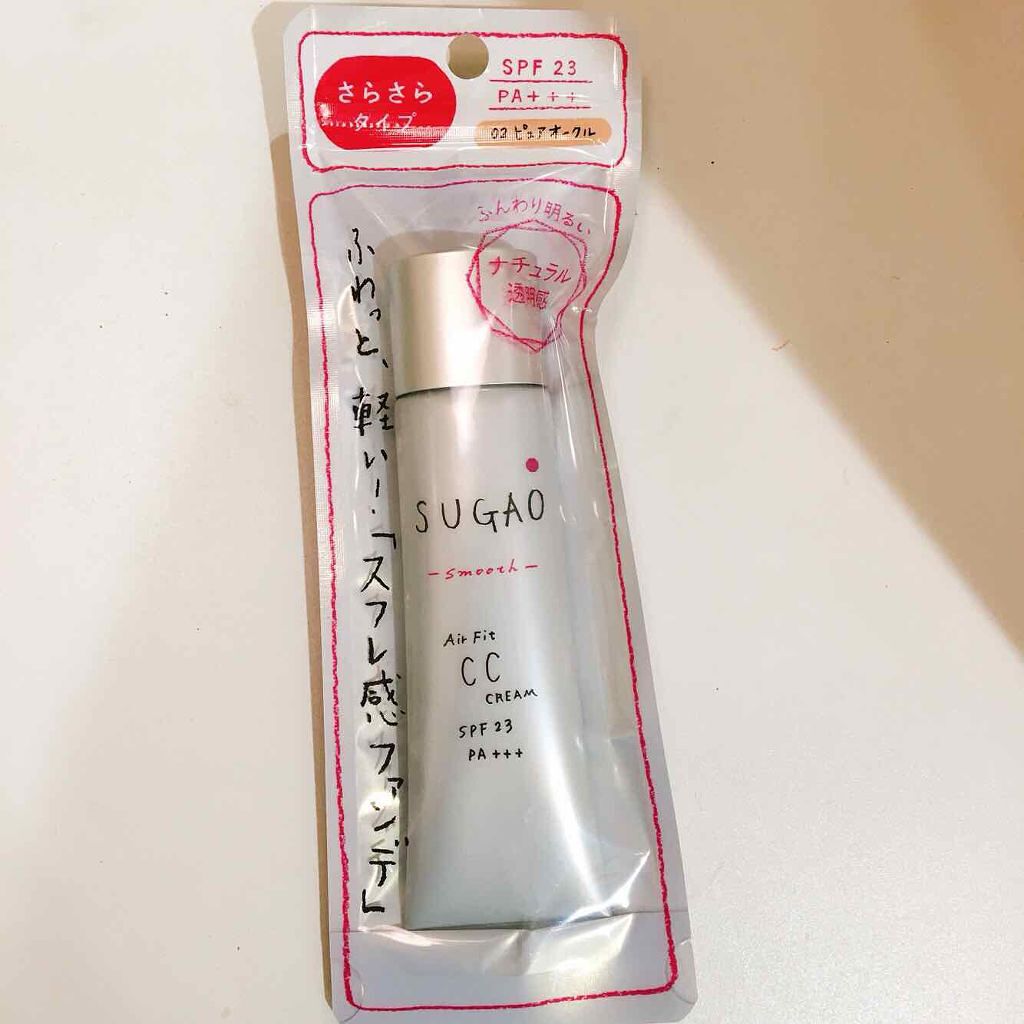 さらさら
タイプ
SPF 23
PA+++
ピュアオークル
ふんわり明るい
ナチュラル
透明感
ふわっと、軽い!「スフレ感ファンデ」
SUGAO
-smooth-
Air Fit
CC
CREAM
SPF 23
PA+++